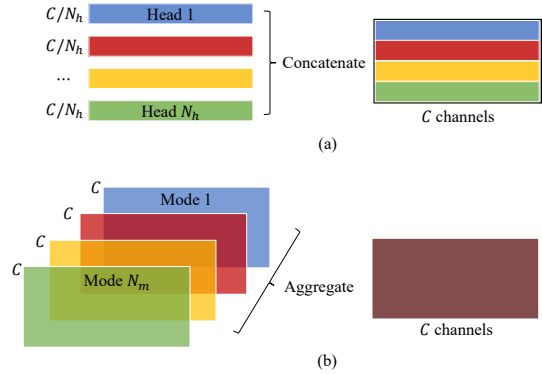 C/N_h Head 1
C/N_h
...
C/N_h Head N_h
Concatenate
C channels
(a)
C Mode 1
C
C
C Mode N_m
Aggregate
C channels
(b)